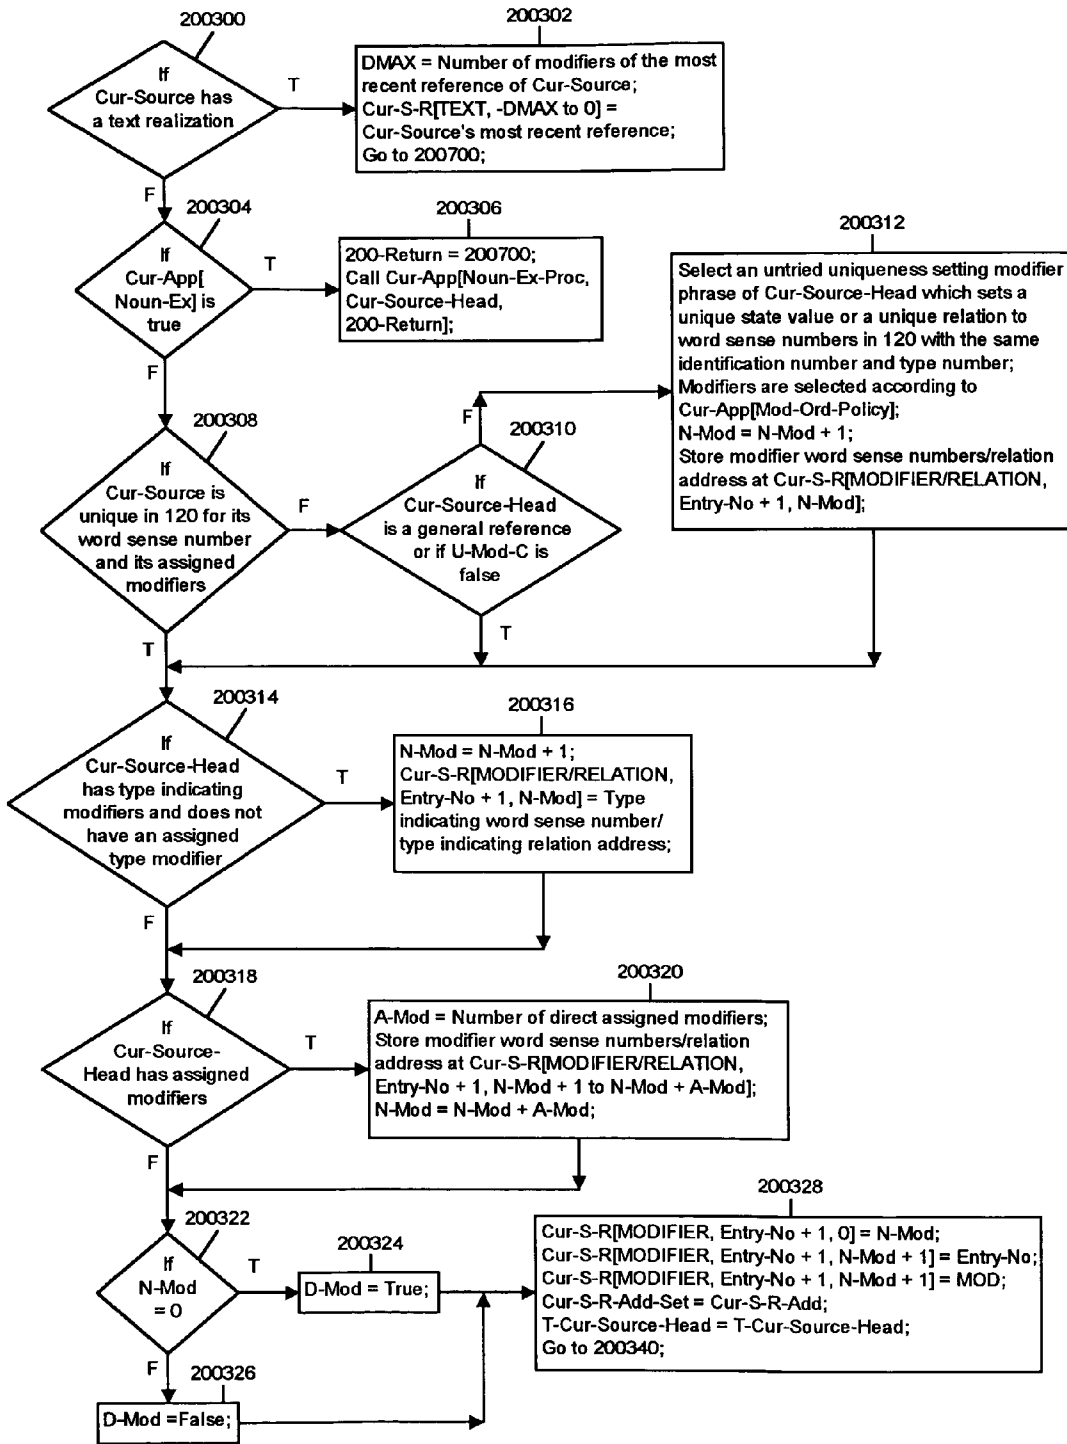 200300
If
Cur-Source has
a text realization
T
F
200302
DMAX = Number of modifiers of the most
recent reference of Cur-Source;
Cur-S-R[TEXT, -DMAX to 0] =
Cur-Source's most recent reference;
Go to 200700;
200304
If
Cur-App[
Noun-Ex] is
true
T
F
200306
200-Return = 200700;
Call Cur-App[Noun-Ex-Proc,
Cur-Source-Head,
200-Return];
200308
If
Cur-Source is
unique in 120 for its
word sense number
and its assigned
modifiers
F
T
200310
If
Cur-Source-Head
is a general reference
or if U-Mod-C is
false
F
T
200312
Select an untried uniqueness setting modifier
phrase of Cur-Source-Head which sets a
unique state value or a unique relation to
word sense numbers in 120 with the same
identification number and type number;
Modifiers are selected according to
Cur-App[Mod-Ord-Policy];
N-Mod = N-Mod + 1;
Store modifier word sense numbers/relation
address at Cur-S-R[MODIFIER/RELATION,
Entry-No + 1, N-Mod];
200314
If
Cur-Source-Head
has type indicating
modifiers and does not
have an assigned
type modifier
T
F
200316
N-Mod = N-Mod + 1;
Cur-S-R[MODIFIER/RELATION,
Entry-No + 1, N-Mod] = Type
indicating word sense number/
type indicating relation address;
200318
If
Cur-Source-
Head has assigned
modifiers
T
F
200320
A-Mod = Number of direct assigned modifiers;
Store modifier word sense numbers/relation
address at Cur-S-R[MODIFIER/RELATION,
Entry-No + 1, N-Mod + 1 to N-Mod + A-Mod];
N-Mod = N-Mod + A-Mod;
200322
If
N-Mod
= 0
T
F
200324
D-Mod = True;
200326
D-Mod =False;
200328
Cur-S-R[MODIFIER, Entry-No + 1, 0] = N-Mod;
Cur-S-R[MODIFIER, Entry-No + 1, N-Mod + 1] = Entry-No;
Cur-S-R[MODIFIER, Entry-No + 1, N-Mod + 1] = MOD;
Cur-S-R-Add-Set = Cur-S-R-Add;
T-Cur-Source-Head = T-Cur-Source-Head;
Go to 200340;